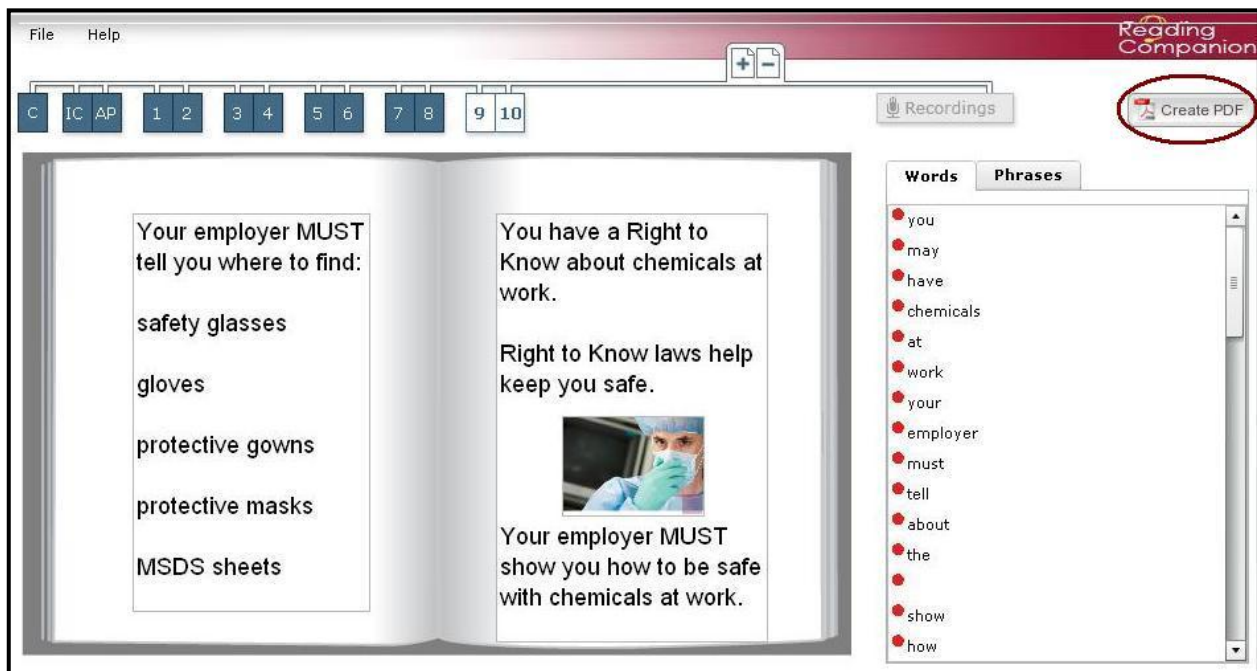 File Help
Reading
Companion
C IC AP 1 2 3 4 5 6 7 8 9 10
Recordings
Create PDF
Your employer MUST
tell you where to find:
safety glasses
gloves
protective gowns
protective masks
MSDS sheets
You have a Right to
Know about chemicals at
work.
Right to Know laws help
keep you safe.
Your employer MUST
show you how to be safe
with chemicals at work.
Words Phrases
you
may
have
chemicals
at
work
your
employer
must
tell
about
the
show
how